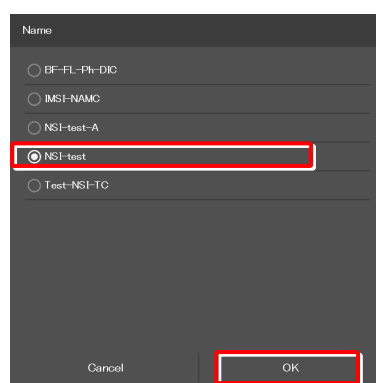 Name
BF-FL-Ph-DIC
IMSI-NAMC
NSI-test-A
NSI-test
Test-NSI-TC
Cancel
OK